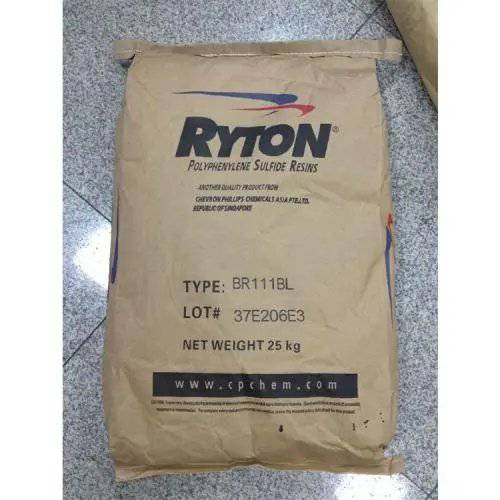 RYTON®
POLYPHENYLENE SULFIDE RESINS
ANOTHER QUALITY PRODUCT FROM
CHEVRON PHILLIPS CHEMICALS ASIA PTE.LTD.
REPUBLIC OF SINGAPORE
TYPE: BR111BL
LOT# 37E206E3
NET WEIGHT 25 kg
www.cpchem.com
CAUTION: